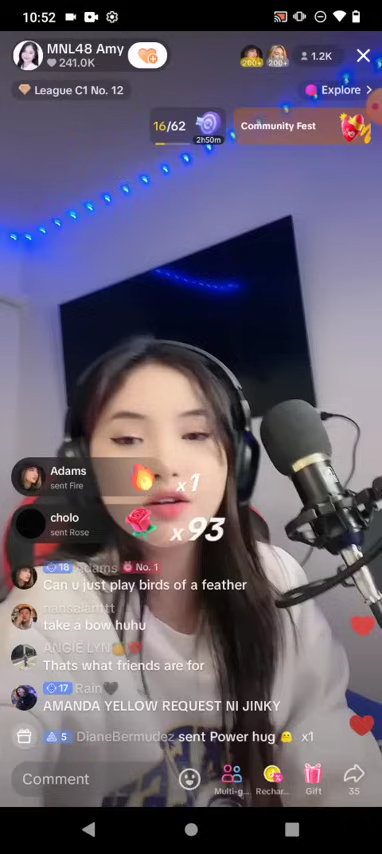 10:52
MNL48 Amy
241.0K
200+
200+
1.2K
League C1 No. 12
Explore
16/62
2h50m
Community Fest
Adams
sent Fire
x1
cholo
sent Rose
x93
18 Adams No. 1
Can u just play birds of a feather
take a bow huhu
ANGIE LYN
Thats what friends are for
17 Rain
AMANDA YELLOW REQUEST NI JINKY
5 DianeBermudez sent Power hug x1
Comment
Multi-g...
Rechar...
Gift
35